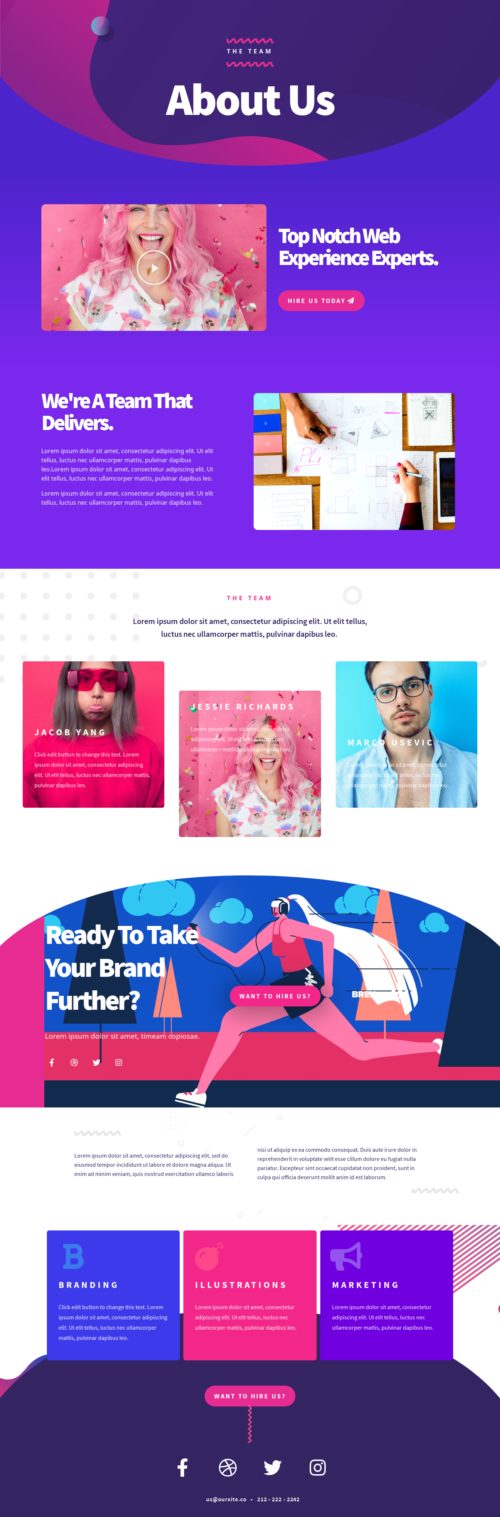 THE TEAM
About Us
Top Notch Web
Experience Experts.
HIRE US TODAY
We're A Team That
Delivers.
Lorem ipsum dolor sit amet, consectetur adipiscing elit. Ut elit
tellus, luctus nec ullamcorper mattis, pulvinar dapibus
leo.Lorem ipsum dolor sit amet, consectetur adipiscing elit. Ut
elit tellus, luctus nec ullamcorper mattis, pulvinar dapibus leo.
Lorem ipsum dolor sit amet, consectetur adipiscing elit. Ut elit
tellus, luctus nec ullamcorper mattis, pulvinar dapibus leo.
THE TEAM
Lorem ipsum dolor sit amet, consectetur adipiscing elit. Ut elit tellus,
luctus nec ullamcorper mattis, pulvinar dapibus leo.
JACOB YANG
Click edit button to change this text. Lorem
ipsum dolor sit amet, consectetur adipiscing
elit. Ut elit tellus, luctus nec ullamcorper mattis,
pulvinar dapibus leo.
JESSIE RICHARDS
Lorem ipsum dolor sit amet, consectetur
adipiscing elit. Ut elit tellus, luctus nec
ullamcorper mattis, pulvinar dapibus leo.
MARCO USEVIC
Lorem ipsum dolor sit amet, consectetur
adipiscing elit. Ut elit tellus, luctus nec
ullamcorper mattis, pulvinar dapibus leo.
Ready To Take
Your Brand
Further?
WANT TO HIRE US?
Lorem ipsum dolor sit amet, timeam dopiosae.
Lorem ipsum dolor sit amet, consectetur adipiscing elit, sed do
eiusmod tempor incididunt ut labore et dolore magna aliqua. Ut
enim ad minim veniam, quis nostrud exercitation ullamco laboris
nisi ut aliquip ex ea commodo consequat. Duis aute irure dolor in
reprehenderit in voluptate velit esse cillum dolore eu fugiat nulla
pariatur. Excepteur sint occaecat cupidatat non proident, sunt in
culpa qui officia deserunt mollit anim id est laborum.
B
BRANDING
Click edit button to change this text. Lorem
ipsum dolor sit amet, consectetur adipiscing
elit. Ut elit tellus, luctus nec ullamcorper
mattis, pulvinar dapibus leo.
ILLUSTRATIONS
Lorem ipsum dolor sit amet, consectetur
adipiscing elit. Ut elit tellus, luctus nec
ullamcorper mattis, pulvinar dapibus leo.
MARKETING
Lorem ipsum dolor sit amet, consectetur
adipiscing elit. Ut elit tellus, luctus nec
ullamcorper mattis, pulvinar dapibus leo.
WANT TO HIRE US?
us@oursite.co • 212 - 222 - 2242